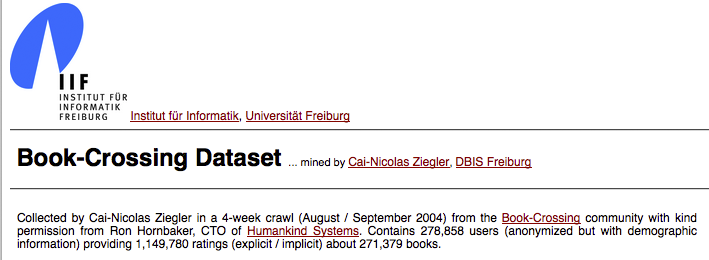 IIF
INSTITUT FÜR
INFORMATIK
FREIBURG
Institut für Informatik, Universität Freiburg
Book-Crossing Dataset ... mined by Cai-Nicolas Ziegler, DBIS Freiburg
Collected by Cai-Nicolas Ziegler in a 4-week crawl (August / September 2004) from the Book-Crossing community with kind
permission from Ron Hornbaker, CTO of Humankind Systems. Contains 278,858 users (anonymized but with demographic
information) providing 1,149,780 ratings (explicit / implicit) about 271,379 books.